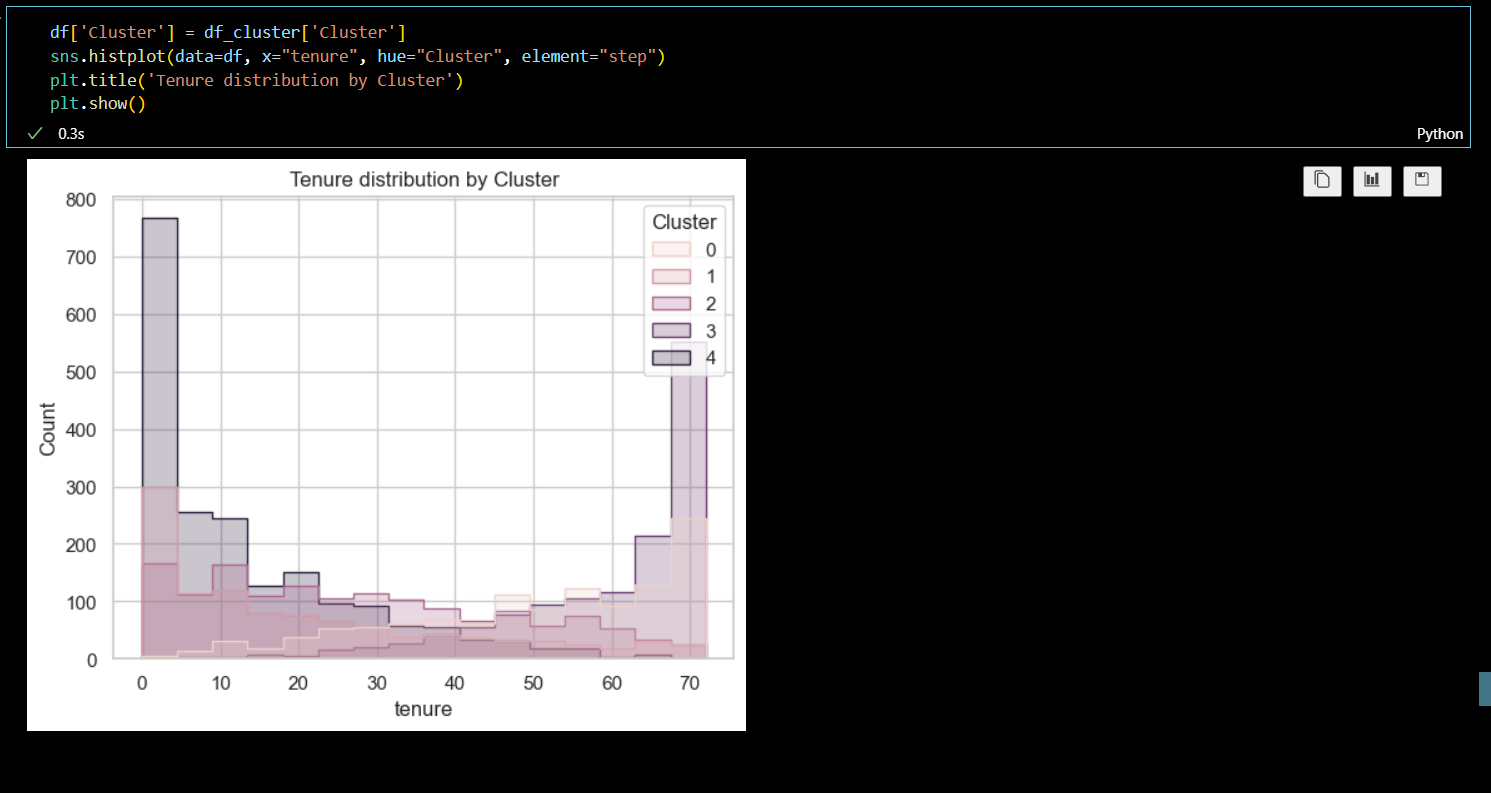 df['Cluster'] = df_cluster['Cluster']
sns.histplot(data=df, x="tenure", hue="Cluster", element="step")
plt.title('Tenure distribution by Cluster')
plt.show()
0.3s
Python
Tenure distribution by Cluster
800
700
600
500
400
300
200
100
0
Count
Cluster
0
1
2
3
4
0 10 20 30 40 50 60 70
tenure